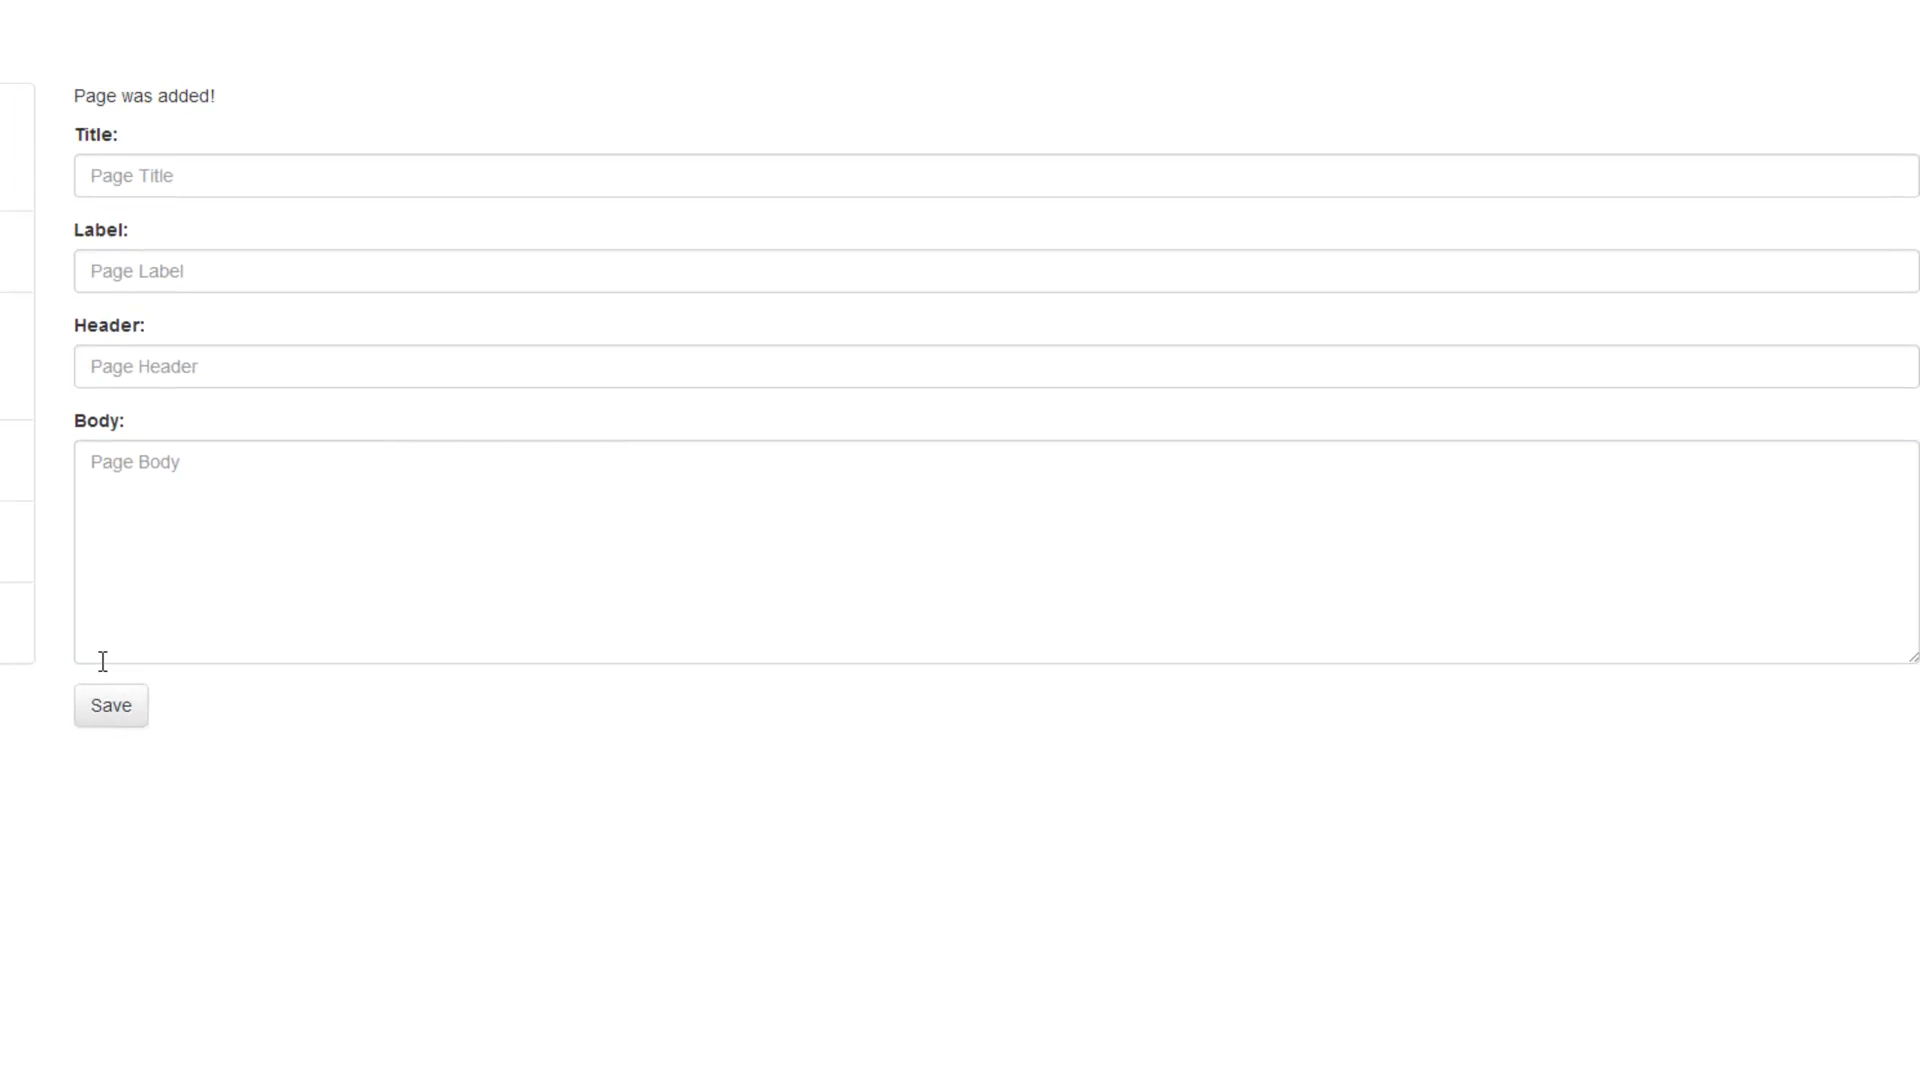 Page was added!
Title:
Page Title
Label:
Page Label
Header:
Page Header
Body:
Page Body
Save